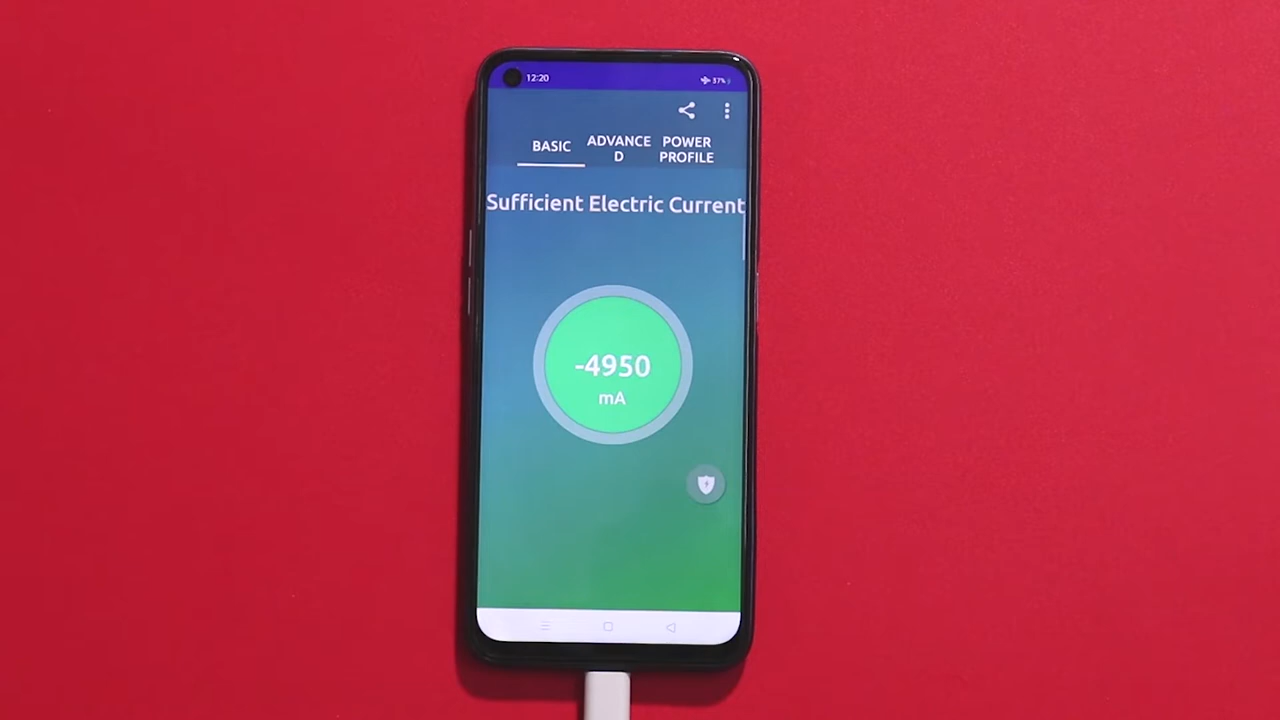 12:20
37%
BASIC
ADVANCE
D
POWER
PROFILE
Sufficient Electric Current
-4950
mA